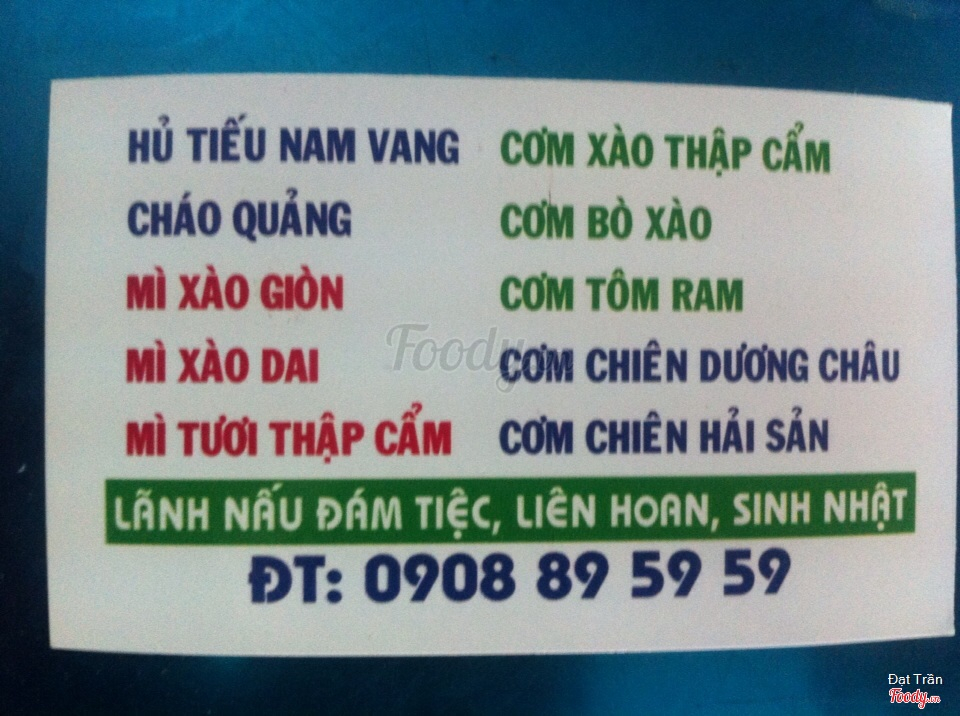 HỦ TIẾU NAM VANG
CHÁO QUẢNG
MÌ XÀO GIÒN
MÌ XÀO DAI
MÌ TƯƠI THẬP CẨM
CƠM XÀO THẬP CẨM
CƠM BÒ XÀO
CƠM TÔM RAM
CƠM CHIÊN DƯƠNG CHÂU
CƠM CHIÊN HẢI SẢN
LÃNH NẤU ĐÁM TIỆC, LIÊN HOAN, SINH NHẬT
ĐT: 0908 89 59 59
Foody.vn
Đạt Trần
Foody.vn